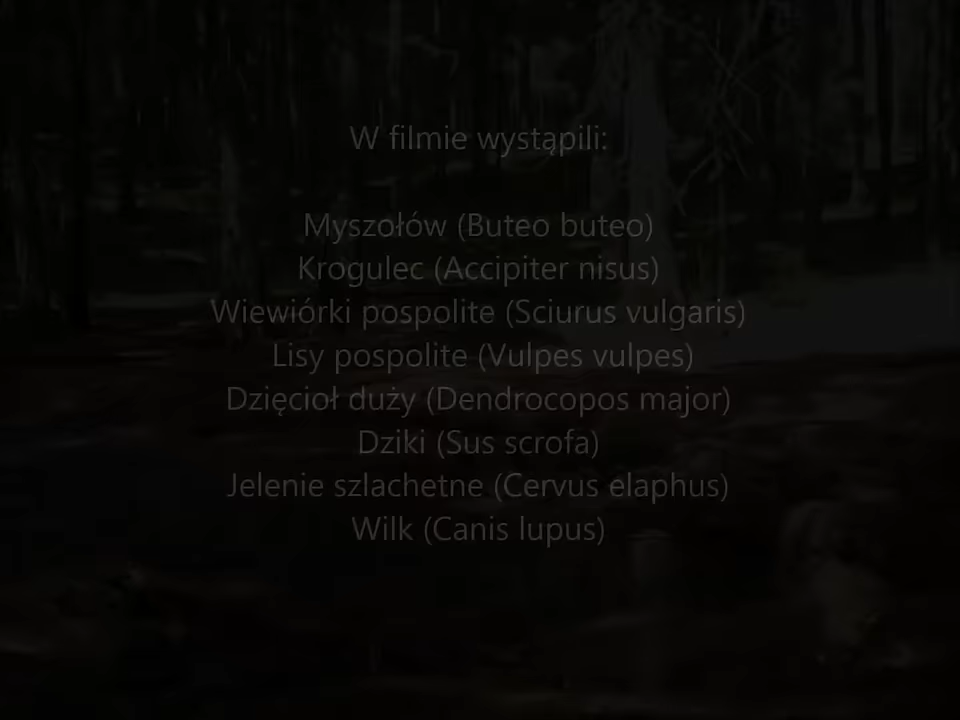 W filmie wystąpili:
Myszołów (Buteo buteo)
Krogulec (Accipiter nisus)
Wiewiórki pospolite (Sciurus vulgaris)
Lisy pospolite (Vulpes vulpes)
Dzięcioł duży (Dendrocopos major)
Dziki (Sus scrofa)
Jelenie szlachetne (Cervus elaphus)
Wilk (Canis lupus)